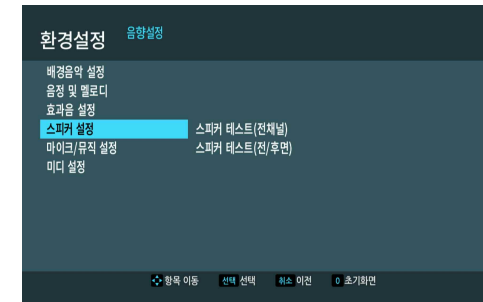 환경설정 음향설정
배경음악 설정
음정 및 멜로디
효과음 설정
스피커 설정 스피커 테스트(전채널)
마이크/뮤직 설정 스피커 테스트(전/후면)
미디 설정
항목 이동 선택 선택 취소 이전 0 초기화면